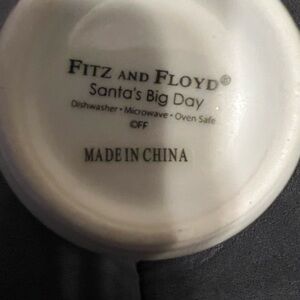 FITZ AND FLOYD®
Santa's Big Day
Dishwasher • Microwave • Oven Safe
©FF
MADE IN CHINA